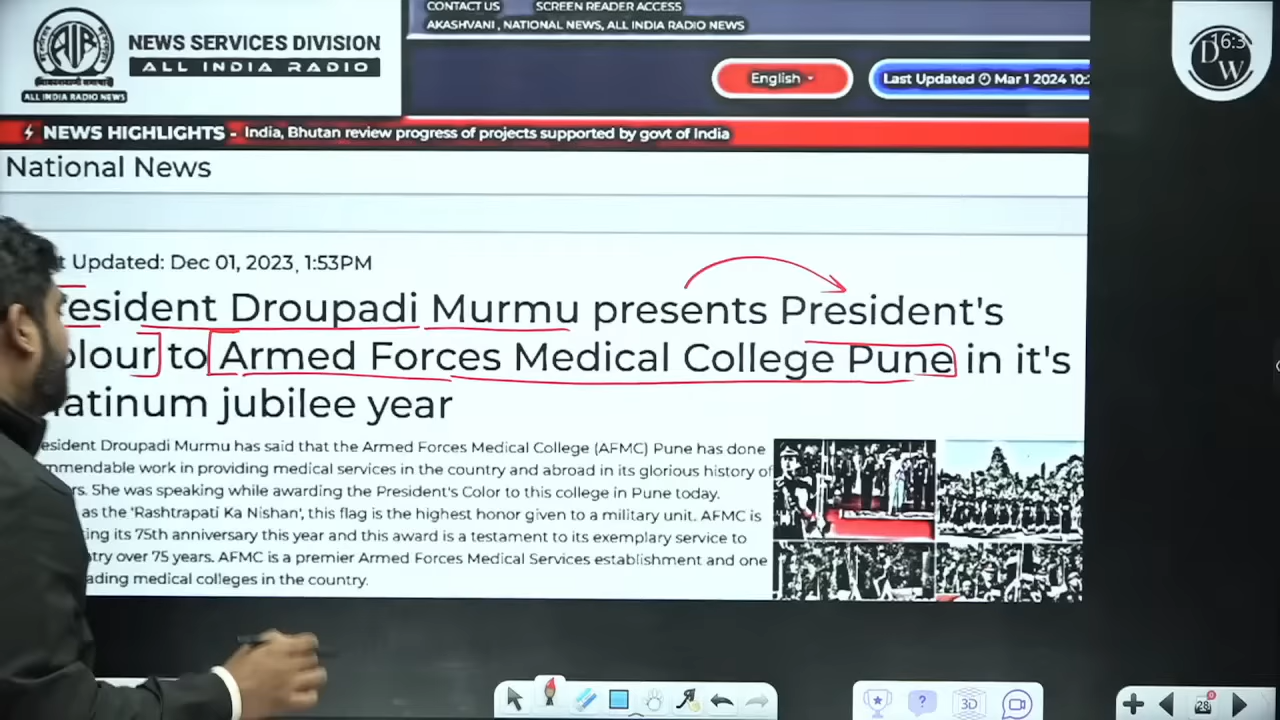 NEWS SERVICES DIVISION
ALL INDIA RADIO
AIR
ALL INDIA RADIO NEWS
CONTACT US SCREEN READER ACCESS
AKASHVANI, NATIONAL NEWS, ALL INDIA RADIO NEWS
English
Last Updated Mar 1 2024 10:
16:3
D W
NEWS HIGHLIGHTS - India, Bhutan review progress of projects supported by govt of India
National News
t Updated: Dec 01, 2023, 1:53PM
esident Droupadi Murmu presents President's
olour to Armed Forces Medical College Pune in it's
latinum jubilee year
esident Droupadi Murmu has said that the Armed Forces Medical College (AFMC) Pune has done
mmendable work in providing medical services in the country and abroad in its glorious history of
rs. She was speaking while awarding the President's Color to this college in Pune today.
as the 'Rashtrapati Ka Nishan', this flag is the highest honor given to a military unit. AFMC is
ing its 75th anniversary this year and this award is a testament to its exemplary service to
try over 75 years. AFMC is a premier Armed Forces Medical Services establishment and one
ading medical colleges in the country.
3D
28